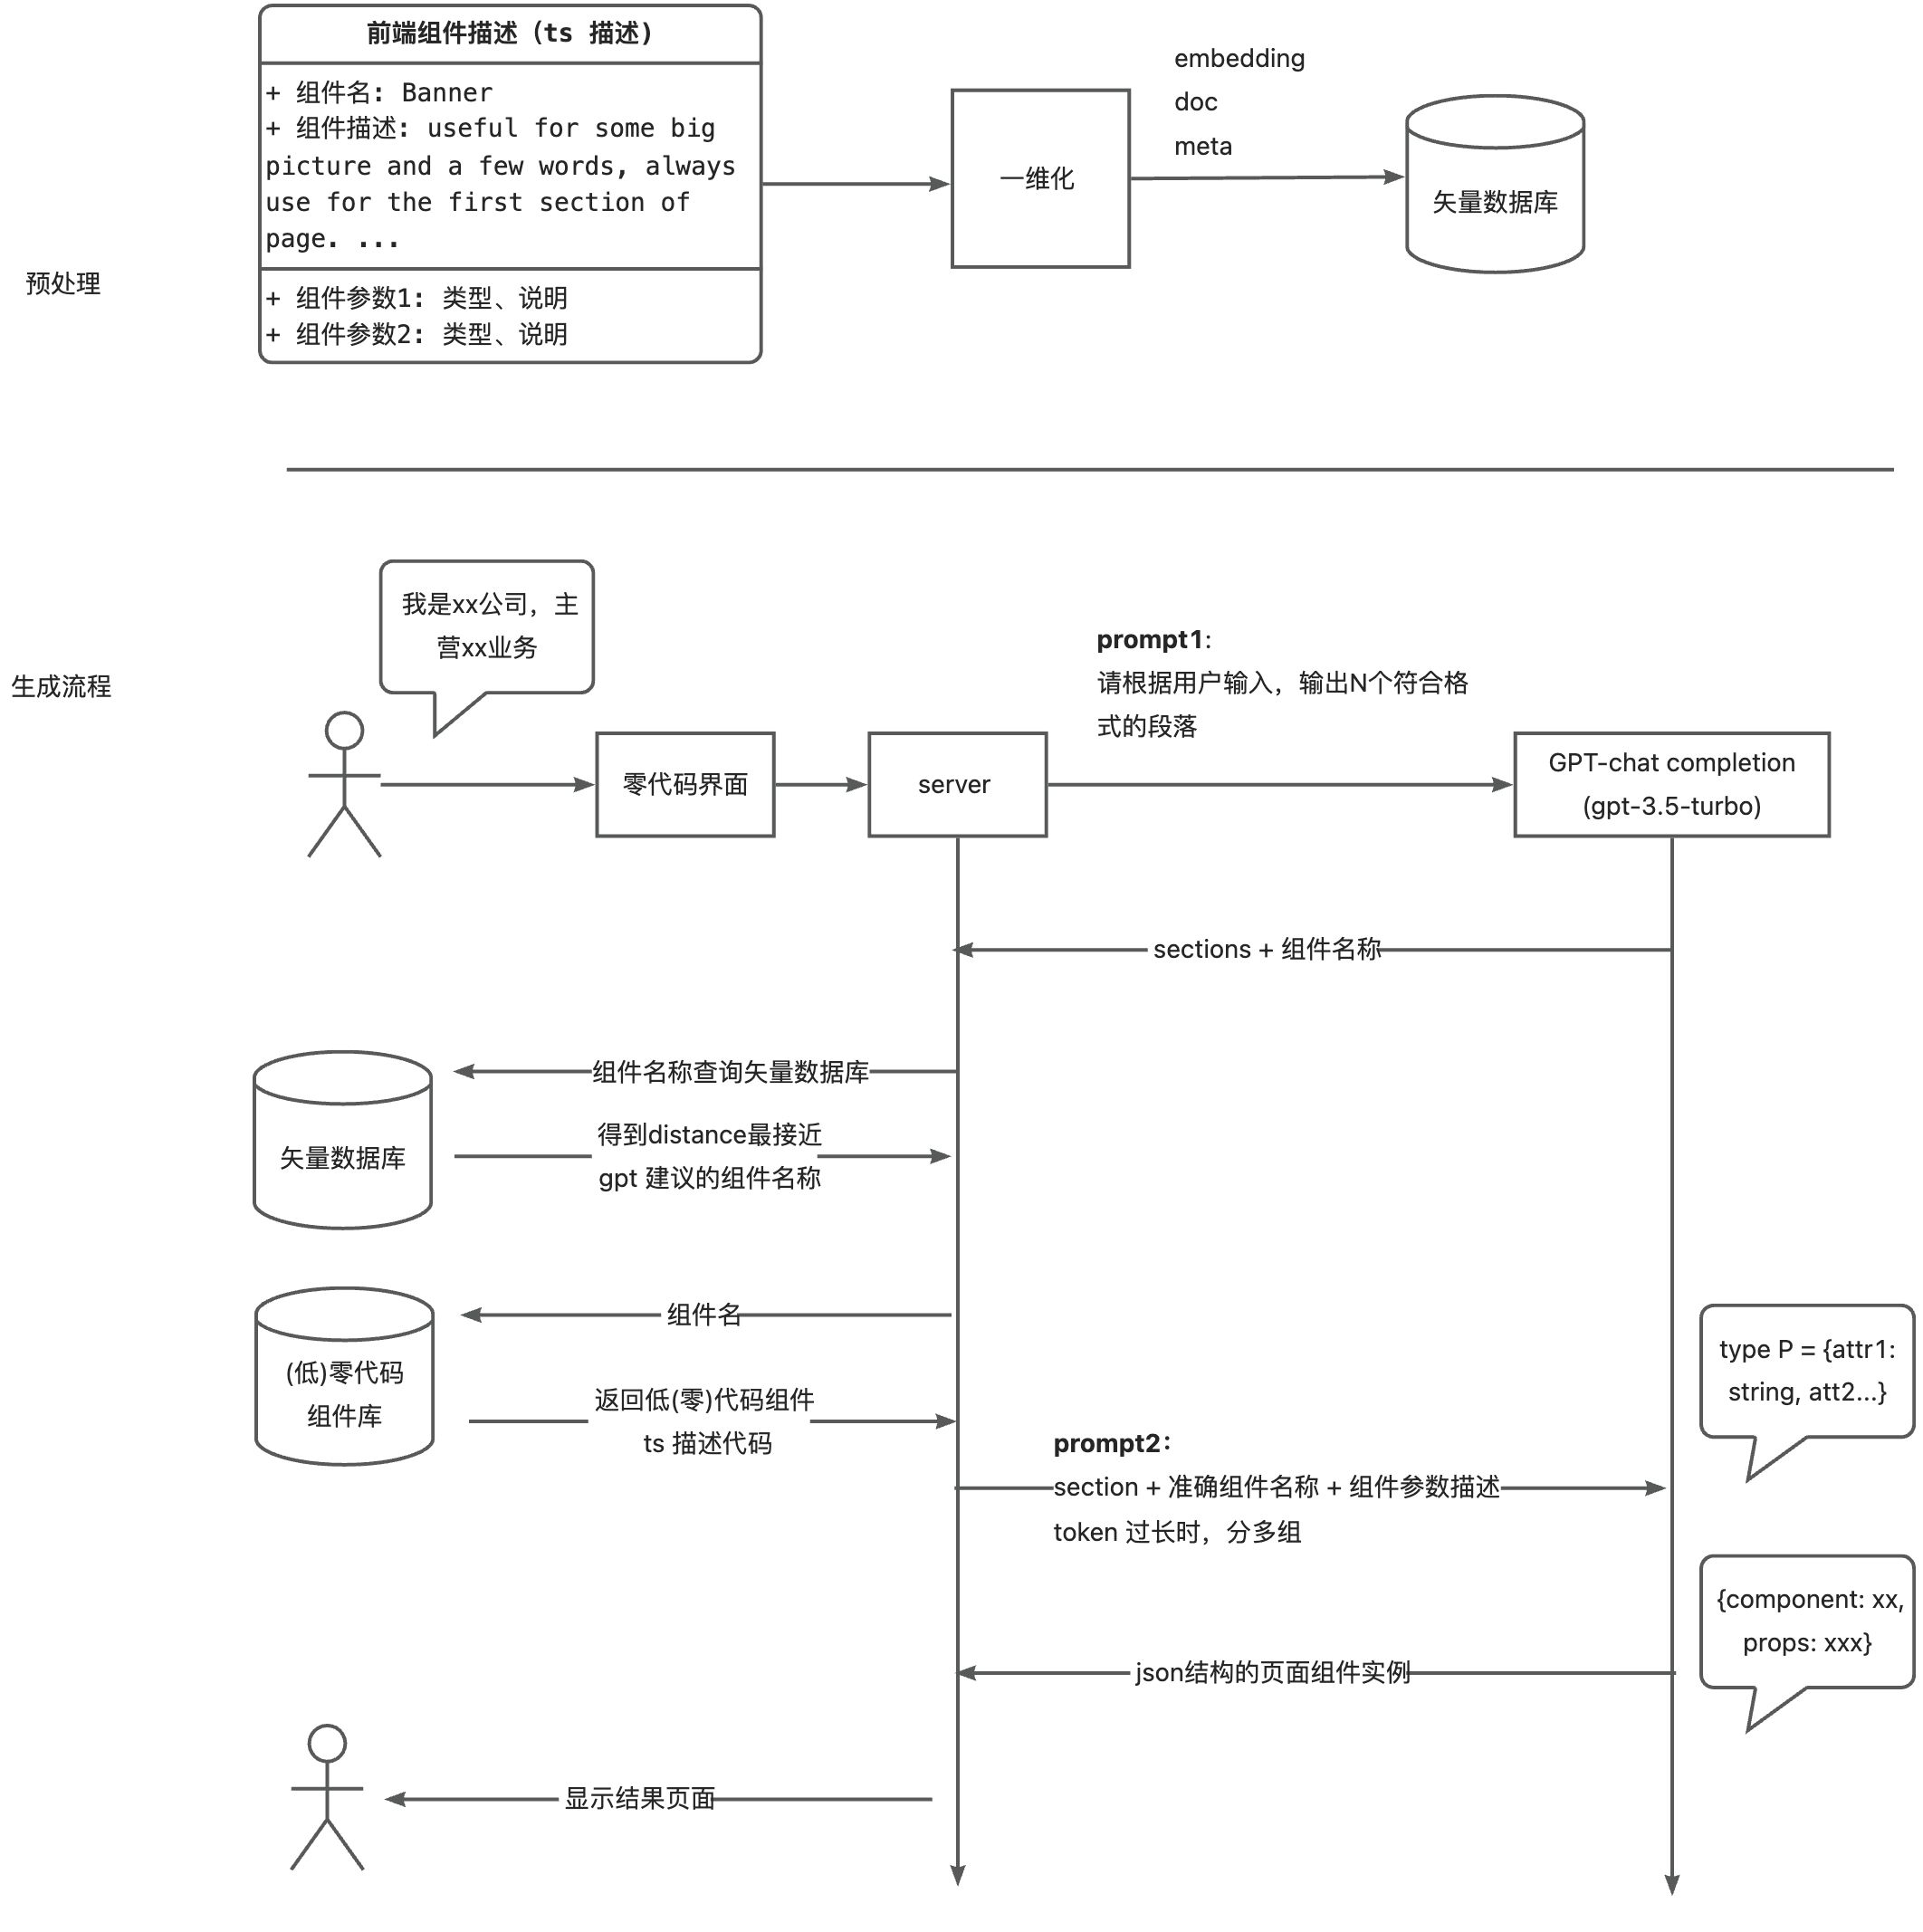 前端组件描述（ts 描述）
+ 组件名: Banner
+ 组件描述: useful for some big
picture and a few words, always
use for the first section of
page. ...
+ 组件参数1: 类型、说明
+ 组件参数2: 类型、说明
一维化
embedding
doc
meta
矢量数据库
预处理
我是xx公司，主
营xx业务
生成流程
prompt1:
请根据用户输入，输出N个符合格
式的段落
零代码界面
server
GPT-chat completion
(gpt-3.5-turbo)
sections + 组件名称
组件名称查询矢量数据库
矢量数据库
得到distance最接近
gpt 建议的组件名称
组件名
(低)零代码
组件库
返回低(零)代码组件
ts 描述代码
type P = {attr1:
string, att2...}
prompt2：
section + 准确组件名称 + 组件参数描述
token 过长时，分多组
{component: xx,
props: xxx}
json结构的页面组件实例
显示结果页面